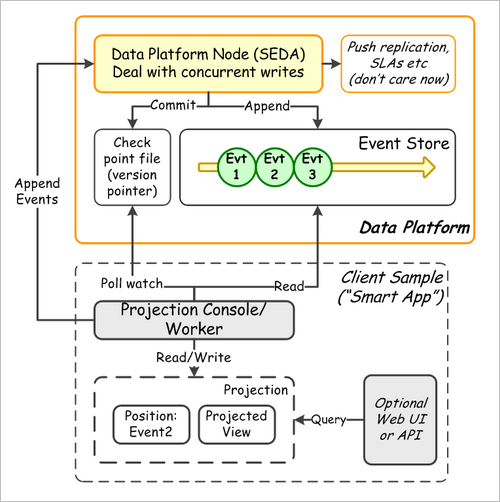 Data Platform Node (SEDA)
Deal with concurrent writes
Push replication,
SLAs etc
(don't care now)
Commit
Append
Check
point file
(version
pointer)
Event Store
Evt
1
Evt
2
Evt
3
Append
Events
Data Platform
Client Sample
("Smart App")
Poll watch
Read
Projection Console/
Worker
Read/Write
Projection
Position:
Event2
Projected
View
Query
Optional
Web UI
or API